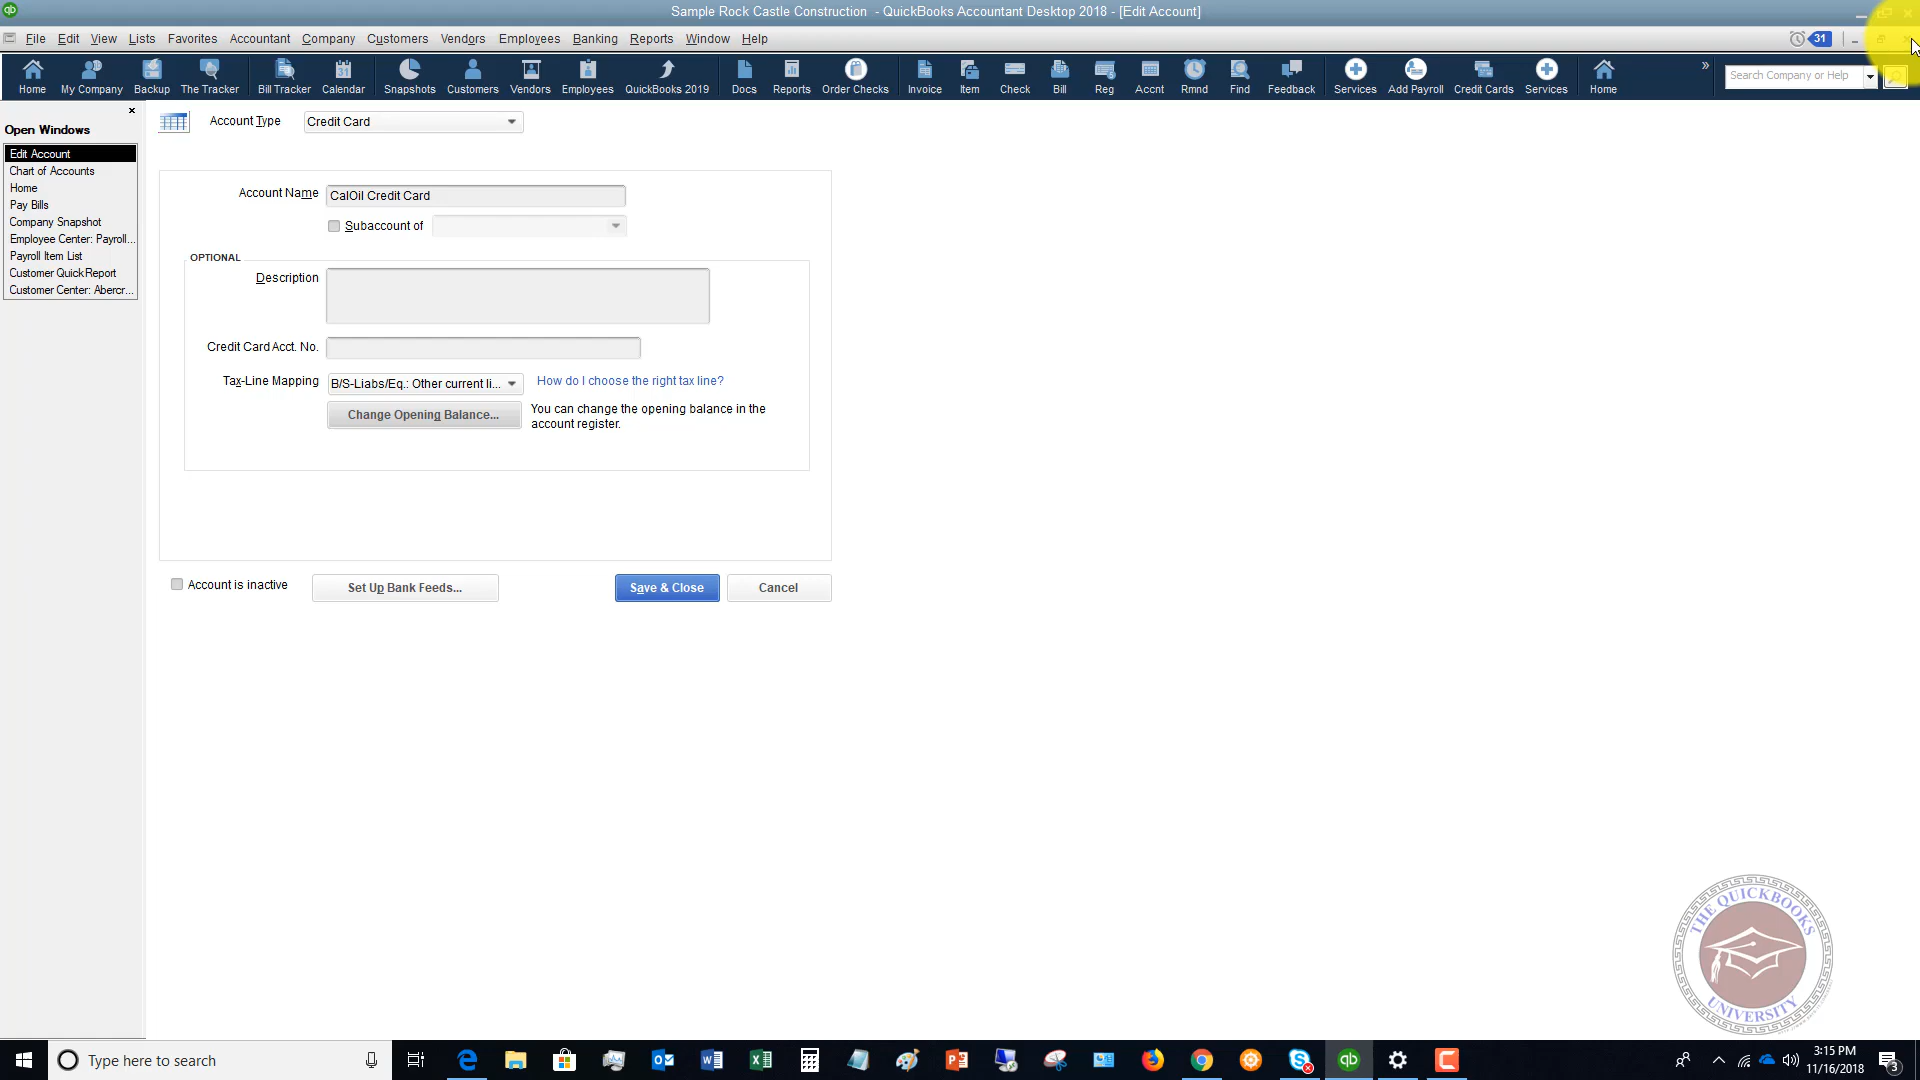 Sample Rock Castle Construction - QuickBooks Accountant Desktop 2018 - [Edit Account]
File Edit View Lists Favorites Accountant Company Customers Vendors Employees Banking Reports Window Help
31
Home My Company Backup The Tracker Bill Tracker Calendar Snapshots Customers Vendors Employees QuickBooks 2019 Docs Reports Order Checks Invoice Item Check Bill Reg Accnt Rmnd Find Feedback Services Add Payroll Credit Cards Services Home » Search Company or Help
Open Windows
Edit Account
Chart of Accounts
Home
Pay Bills
Company Snapshot
Employee Center: Payroll...
Payroll Item List
Customer QuickReport
Customer Center: Abercr...
Account Type Credit Card
Account Name CalOil Credit Card
Subaccount of
OPTIONAL
Description
Credit Card Acct. No.
Tax-Line Mapping B/S-Liabs/Eq.: Other current li... How do I choose the right tax line?
Change Opening Balance... You can change the opening balance in the
account register.
Account is inactive Set Up Bank Feeds... Save & Close Cancel
THE QUICKBOOKS
UNIVERSITY
Type here to search
3:15 PM
11/16/2018
3